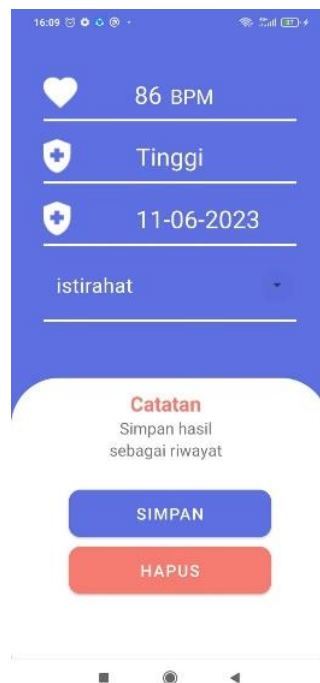 16:09
86 BPM
Tinggi
11-06-2023
istirahat
Catatan
Simpan hasil
sebagai riwayat
SIMPAN
HAPUS